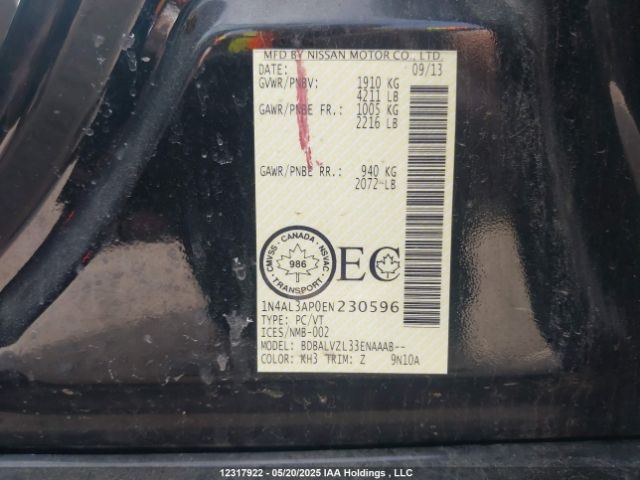 MFD BY NISSAN MOTOR CO., LTD.
DATE: 09/13
GVWR/PNBV: 1910 KG
4211 LB
GAWR/PNBE FR.: 1005 KG
2216 LB
GAWR/PNBE RR.: 940 KG
2072 LB
CMVSS · CANADA · NSVAC
986
TRANSPORT
EC
1N4AL3AP0EN230596
TYPE: PC/VT
ICES/NMB-002
MODEL: BDBALVZL33ENAAAB--
COLOR: KH3 TRIM: Z 9N10A
12317922 - 05/20/2025 IAA Holdings , LLC